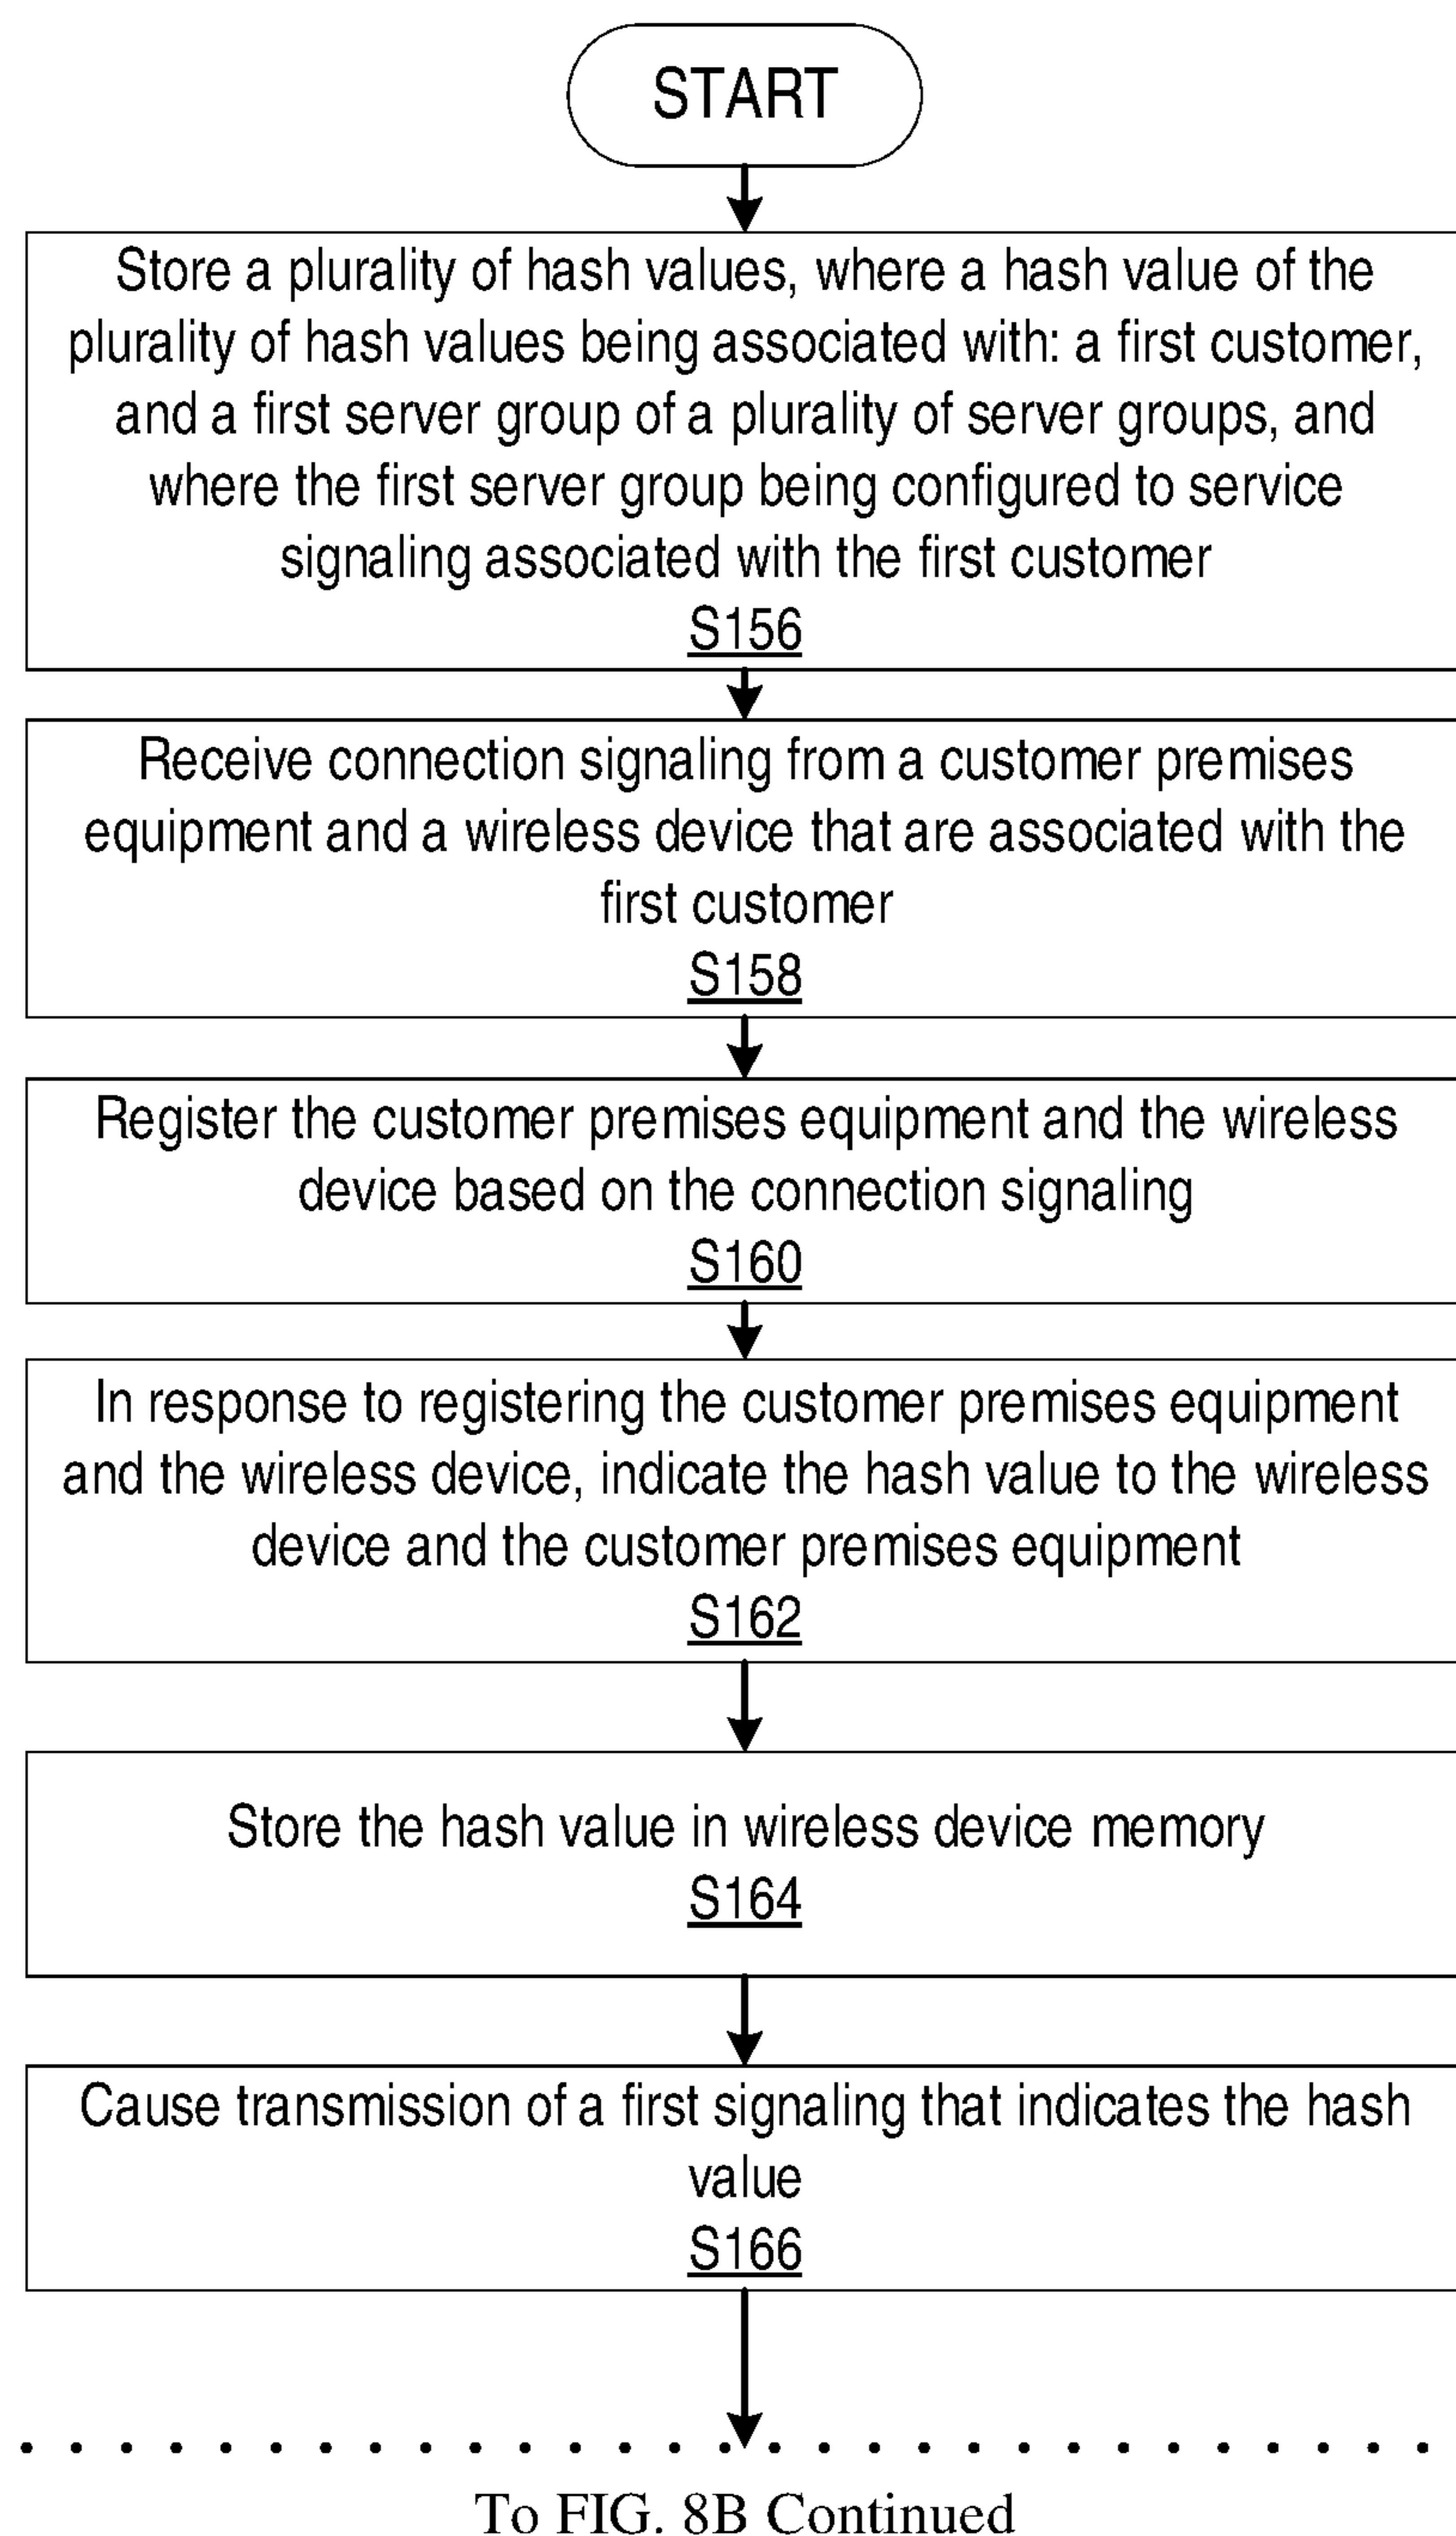 START
Store a plurality of hash values, where a hash value of the
plurality of hash values being associated with: a first customer,
and a first server group of a plurality of server groups, and
where the first server group being configured to service
signaling associated with the first customer
S156
Receive connection signaling from a customer premises
equipment and a wireless device that are associated with the
first customer
S158
Register the customer premises equipment and the wireless
device based on the connection signaling
S160
In response to registering the customer premises equipment
and the wireless device, indicate the hash value to the wireless
device and the customer premises equipment
S162
Store the hash value in wireless device memory
S164
Cause transmission of a first signaling that indicates the hash
value
S166
To FIG. 8B Continued